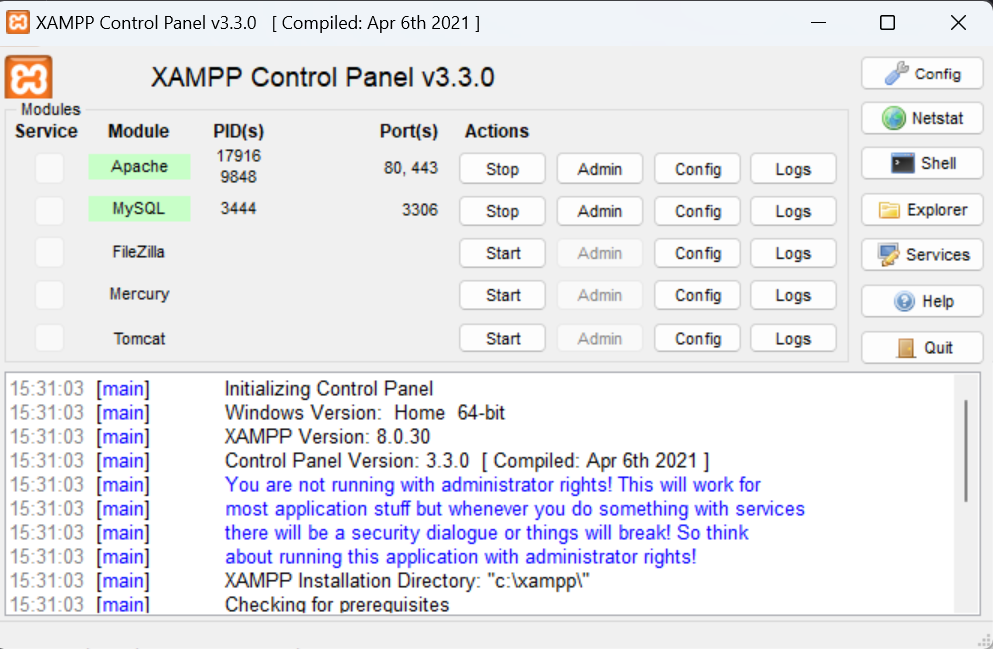 XAMPP Control Panel v3.3.0 [ Compiled: Apr 6th 2021 ]
XAMPP Control Panel v3.3.0
Config
Modules
Service Module PID(s) Port(s) Actions
Netstat
Apache 17916 80, 443 Stop Admin Config Logs
9848
Shell
MySQL 3444 3306 Stop Admin Config Logs
Explorer
FileZilla Start Admin Config Logs
Services
Mercury Start Admin Config Logs
Help
Tomcat Start Admin Config Logs
Quit
15:31:03 [main] Initializing Control Panel
15:31:03 [main] Windows Version: Home 64-bit
15:31:03 [main] XAMPP Version: 8.0.30
15:31:03 [main] Control Panel Version: 3.3.0 [ Compiled: Apr 6th 2021 ]
15:31:03 [main] You are not running with administrator rights! This will work for
15:31:03 [main] most application stuff but whenever you do something with services
15:31:03 [main] there will be a security dialogue or things will break! So think
15:31:03 [main] about running this application with administrator rights!
15:31:03 [main] XAMPP Installation Directory: "c:\xampp\"
15:31:03 [main] Checking for prerequisites